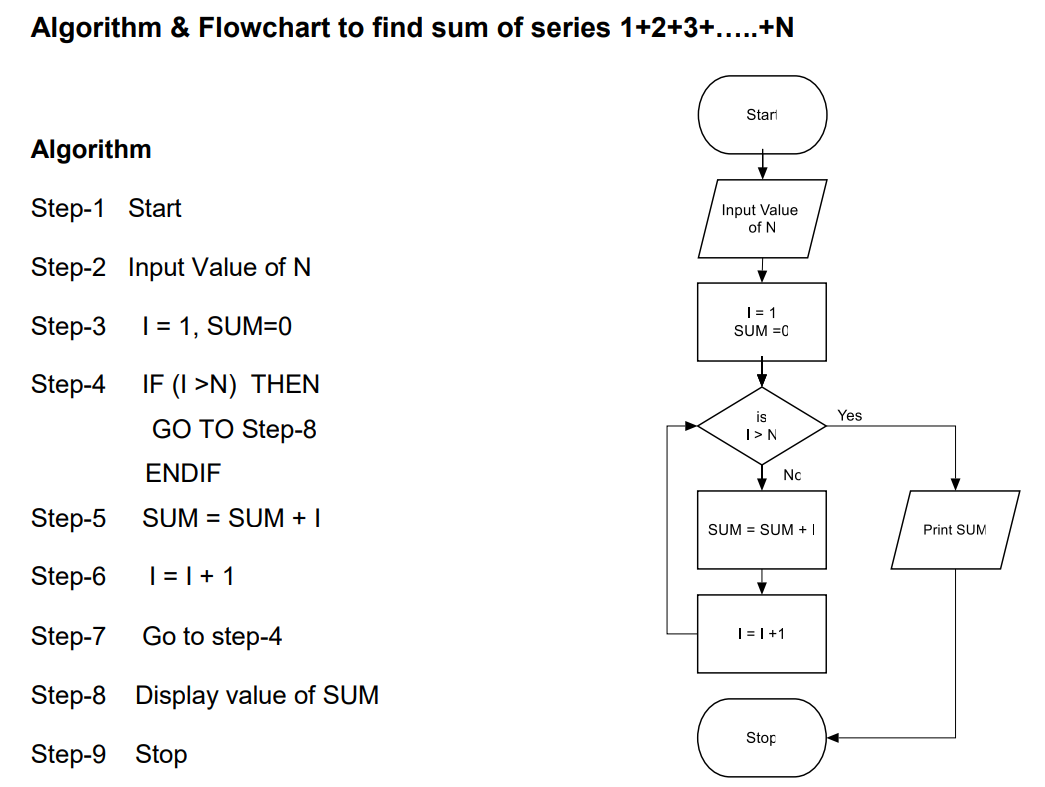 Algorithm & Flowchart to find sum of series 1+2+3+…..+N
Algorithm
Step-1 Start
Step-2 Input Value of N
Step-3 I = 1, SUM=0
Step-4 IF (I >N) THEN
GO TO Step-8
ENDIF
Step-5 SUM = SUM + I
Step-6 I = I + 1
Step-7 Go to step-4
Step-8 Display value of SUM
Step-9 Stop
Start
Input Value
of N
I = 1
SUM =0
is
I > N
Yes
No
SUM = SUM + I
Print SUM
I = I +1
Stop